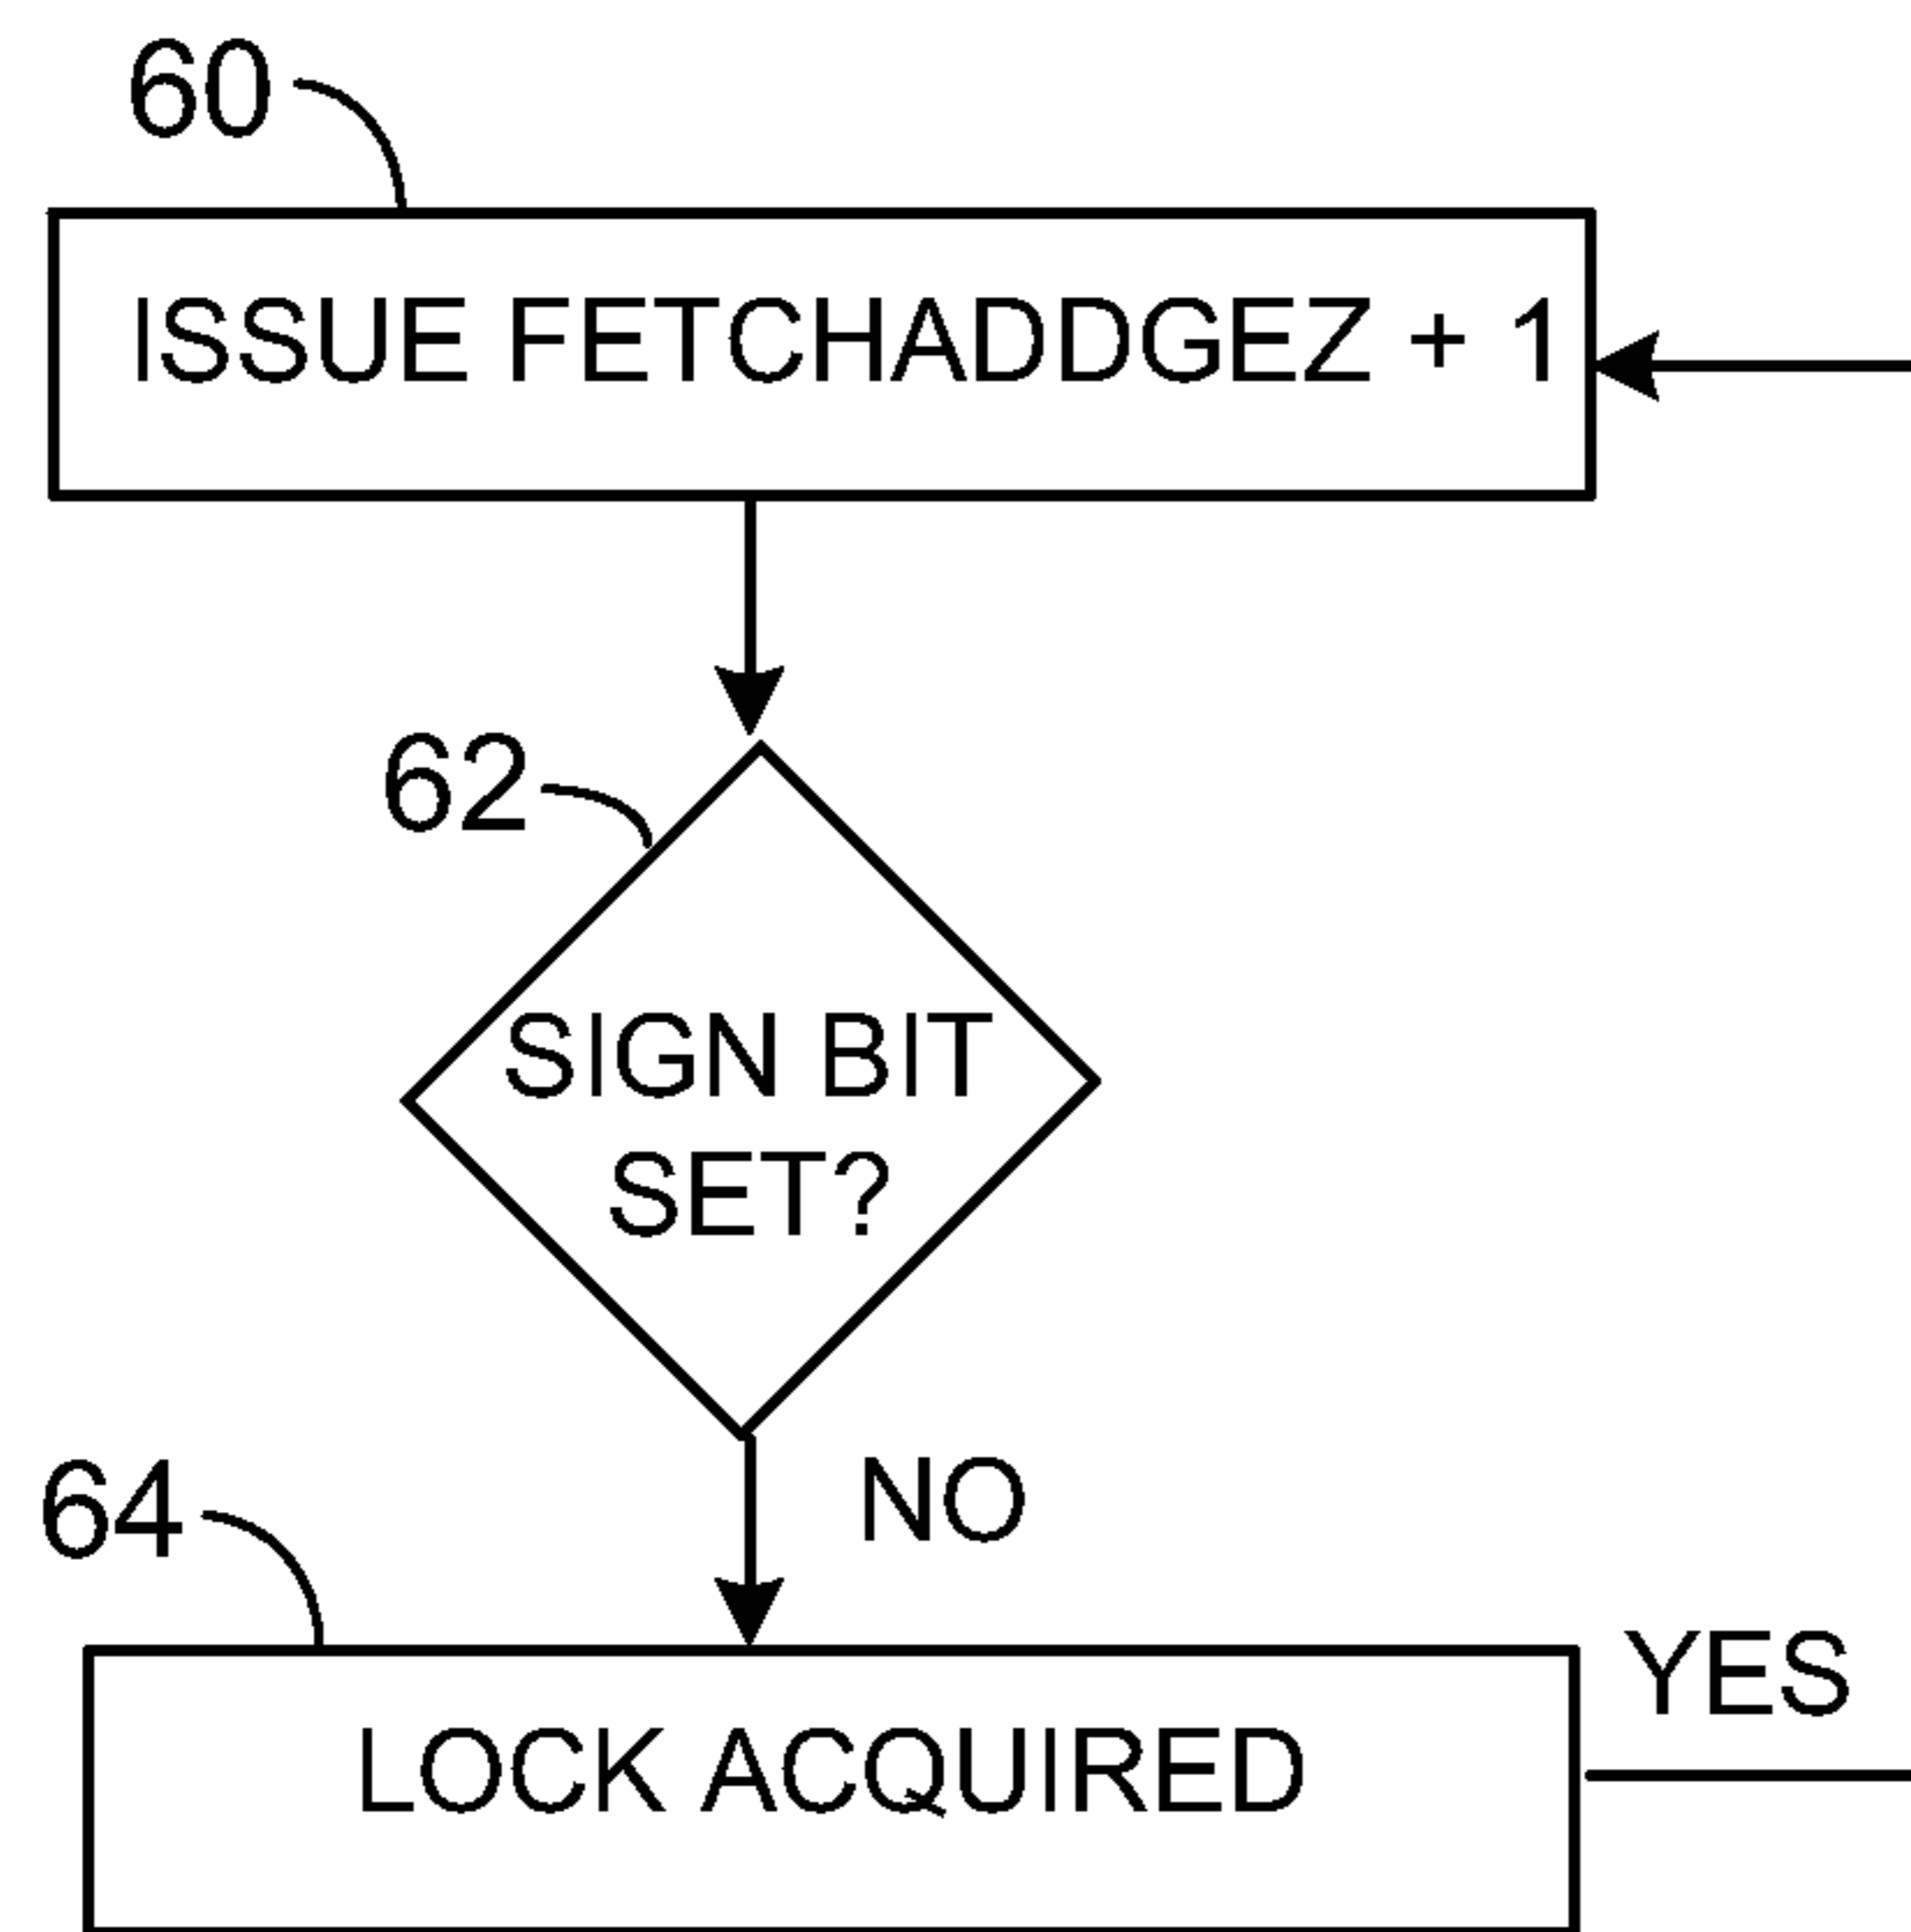 60
ISSUE FETCHADDGEZ + 1
62
SIGN BIT
SET?
NO
64
YES
LOCK ACQUIRED